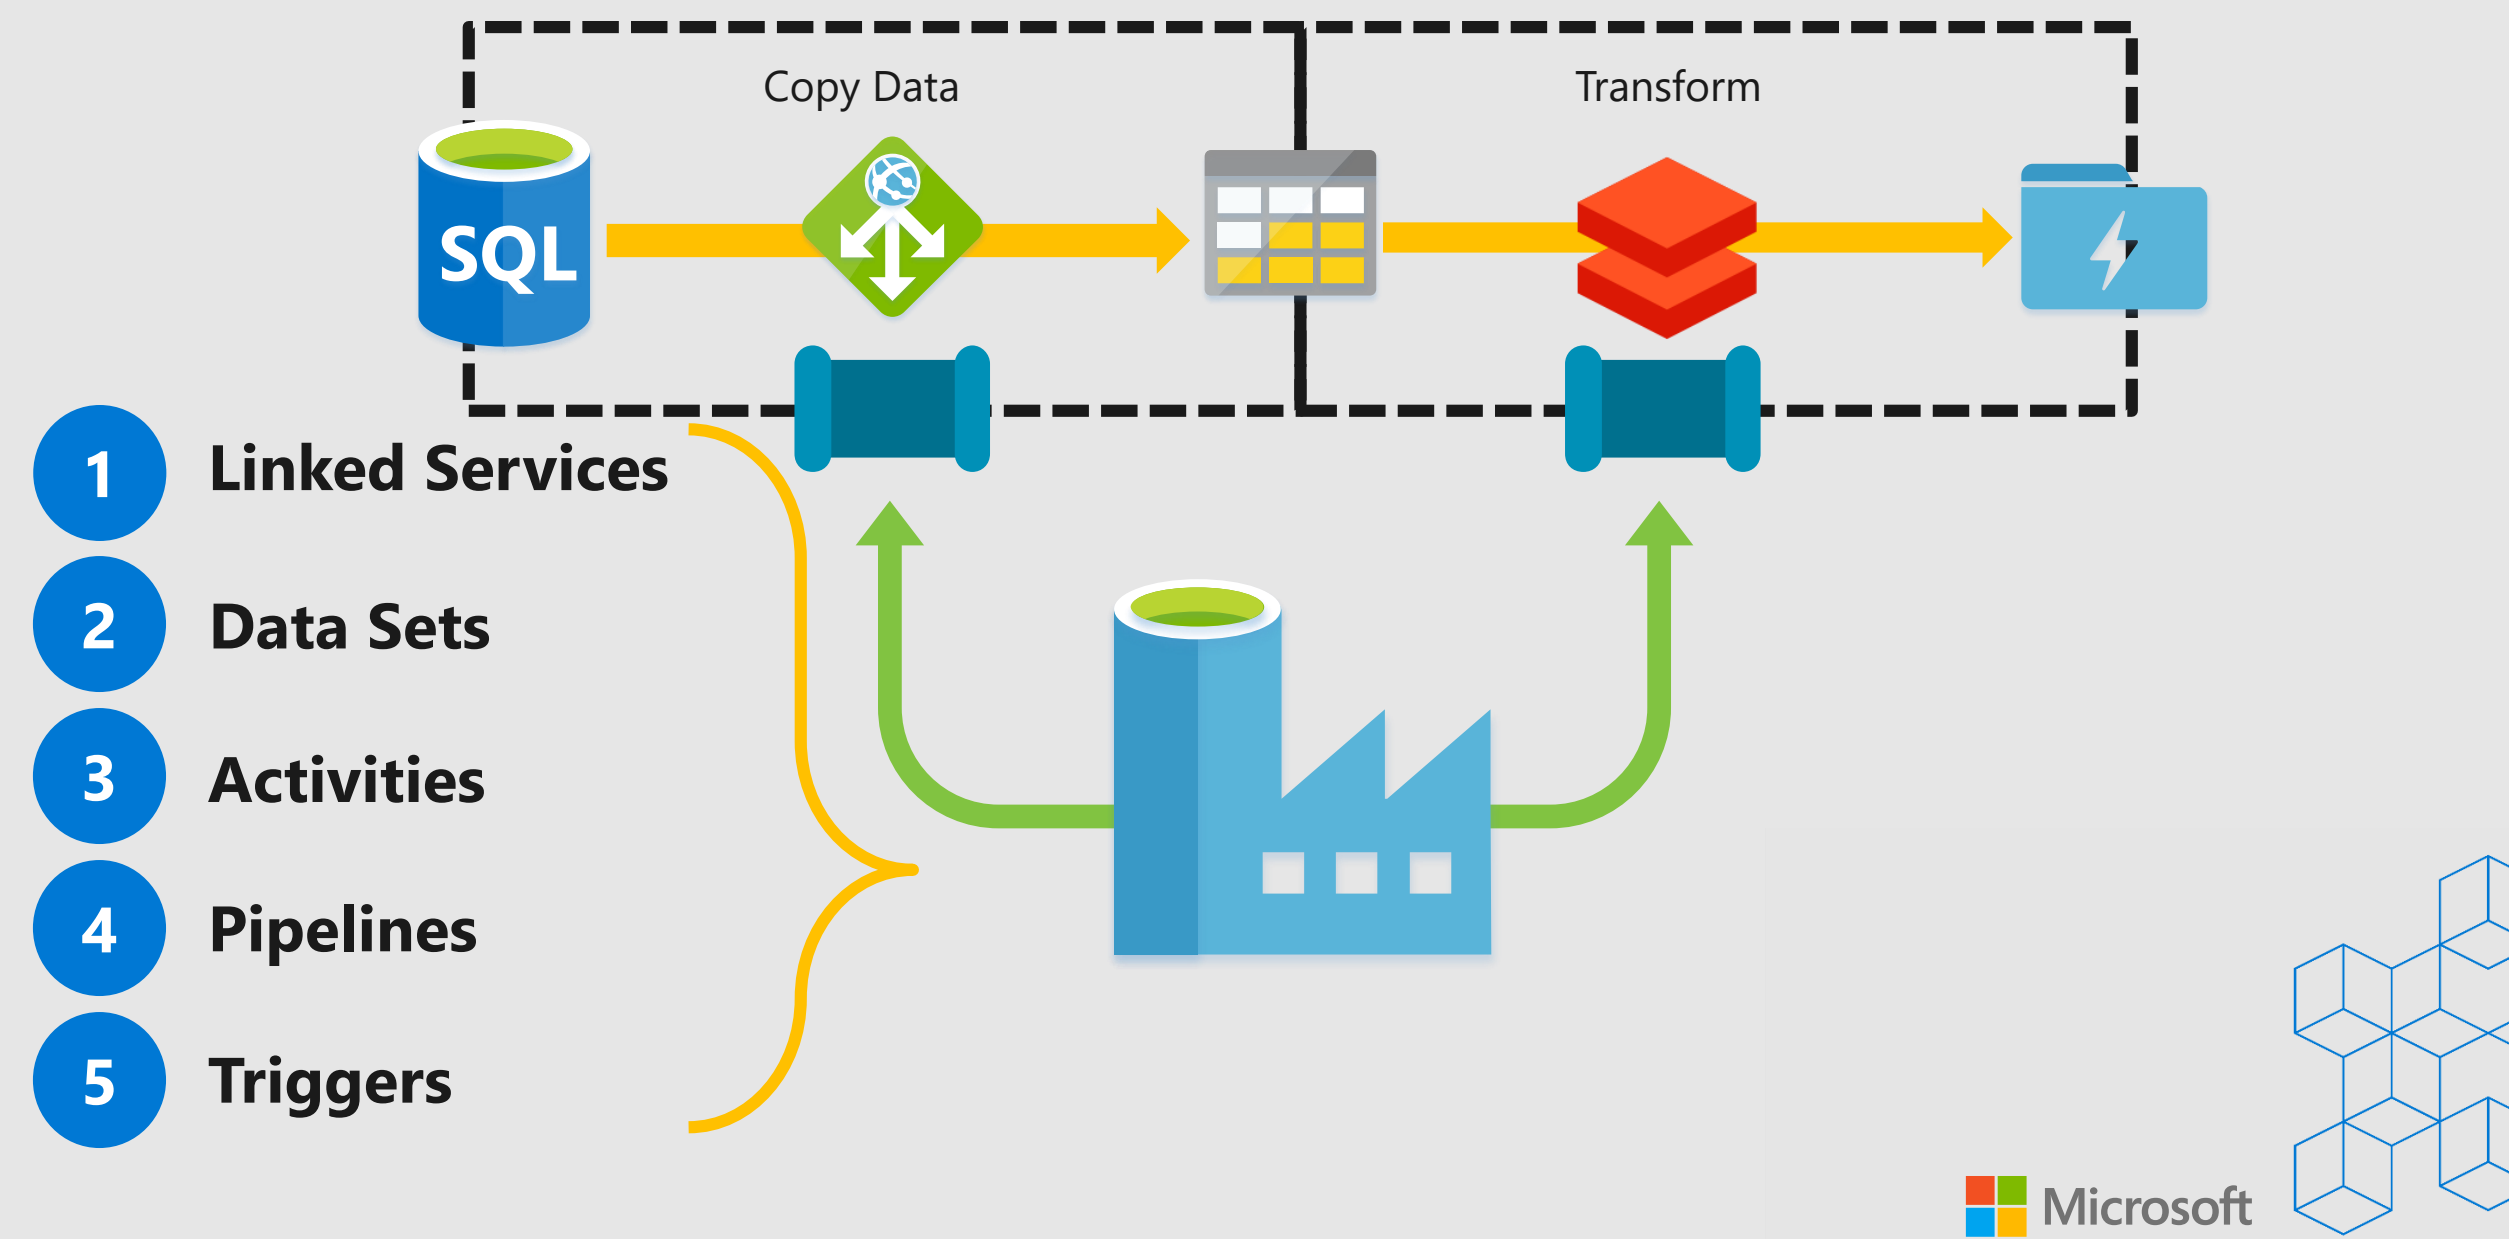 Copy Data
Transform
SQL
1 Linked Services
2 Data Sets
3 Activities
4 Pipelines
5 Triggers
Microsoft